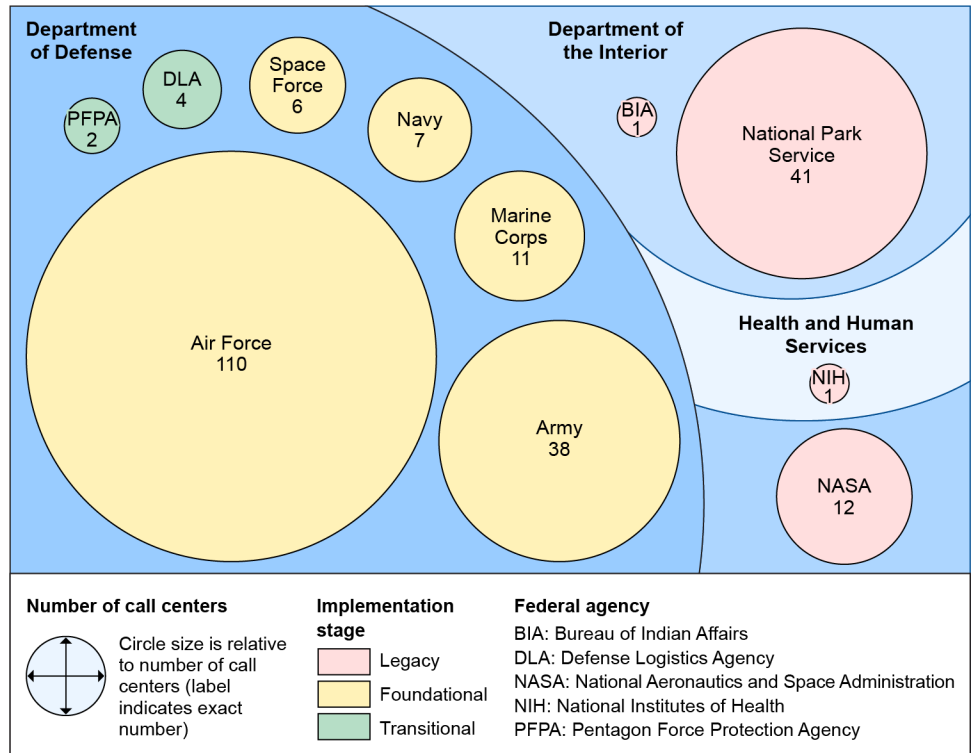 Department
of Defense
PFPA
2
DLA
4
Space
Force
6
Navy
7
Marine
Corps
11
Air Force
110
Army
38
Department of
the Interior
BIA
1
National Park
Service
41
Health and Human
Services
NIH
1
NASA
12
Number of call centers
Circle size is relative
to number of call
centers (label
indicates exact
number)
Implementation
stage
Legacy
Foundational
Transitional
Federal agency
BIA: Bureau of Indian Affairs
DLA: Defense Logistics Agency
NASA: National Aeronautics and Space Administration
NIH: National Institutes of Health
PFPA: Pentagon Force Protection Agency